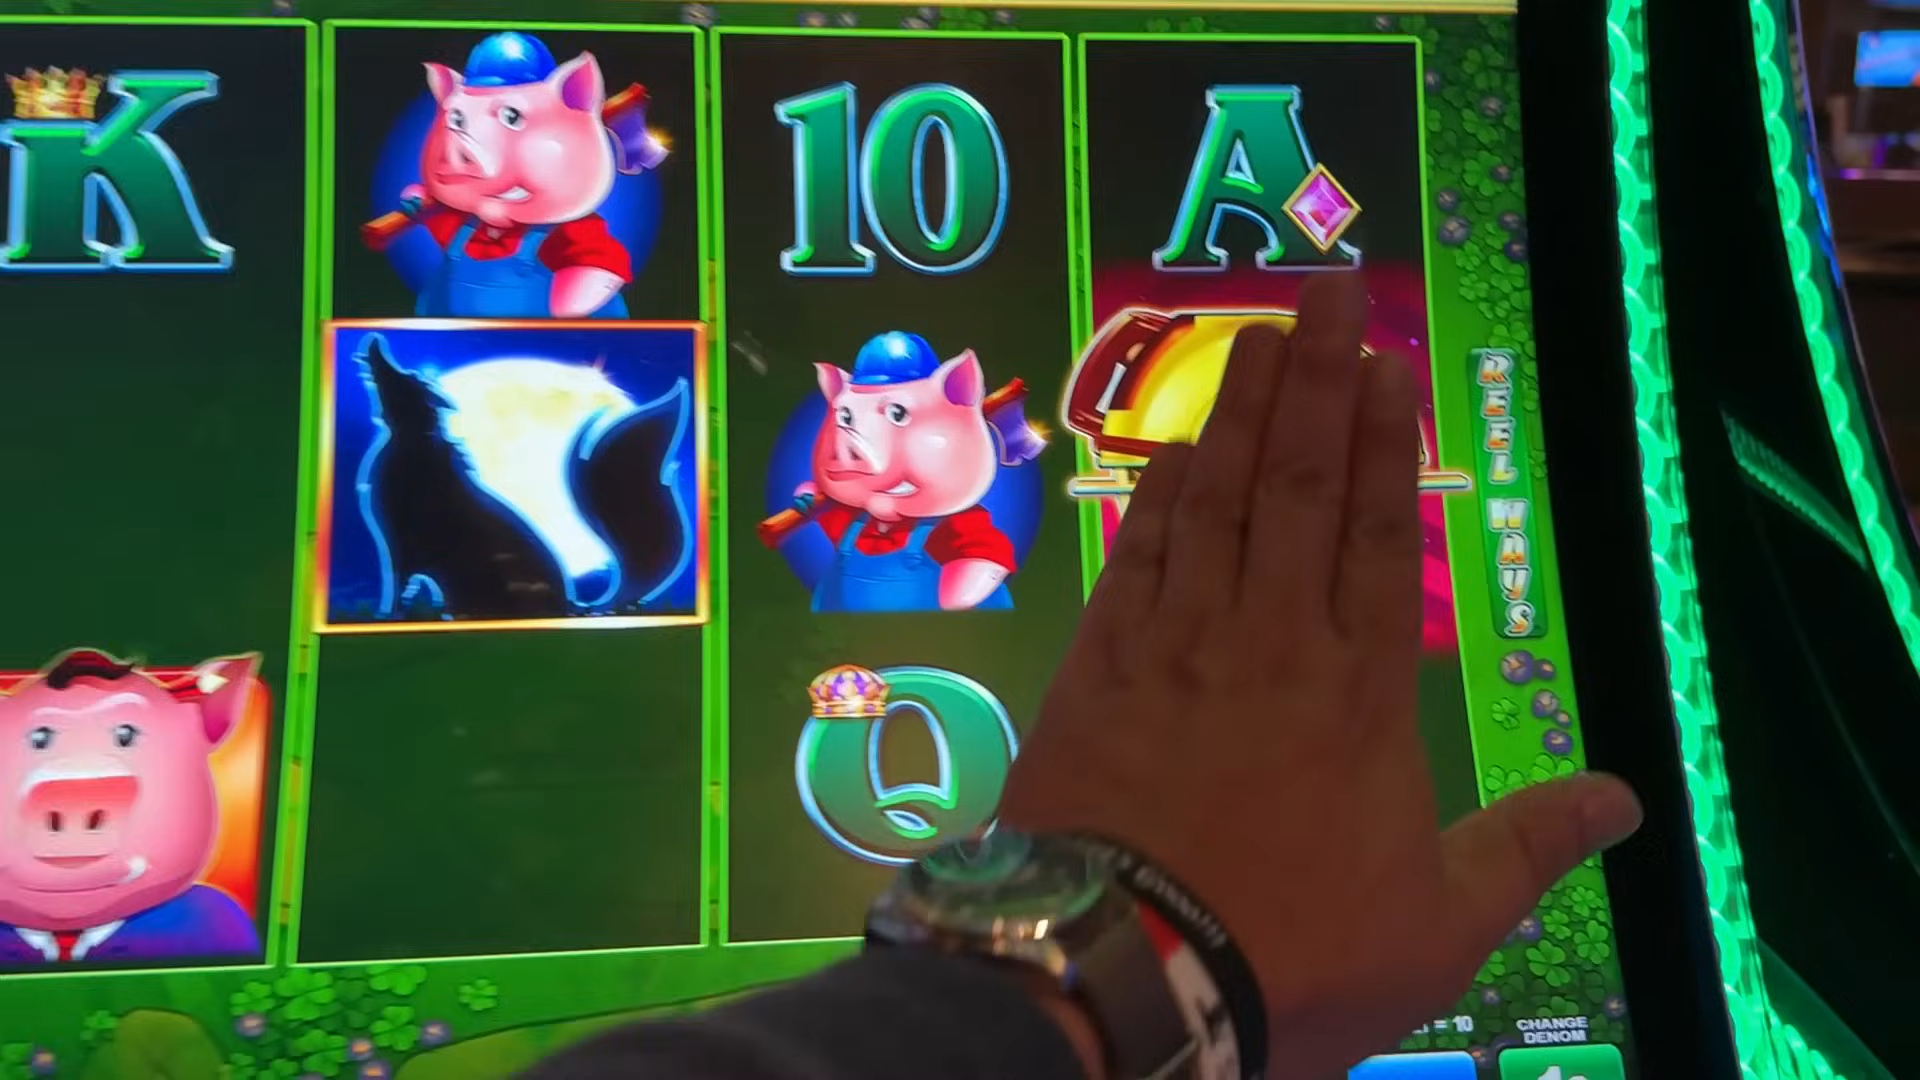 K
10
A
Q
REEL WAYS
= 10
CHANGE
DENOM